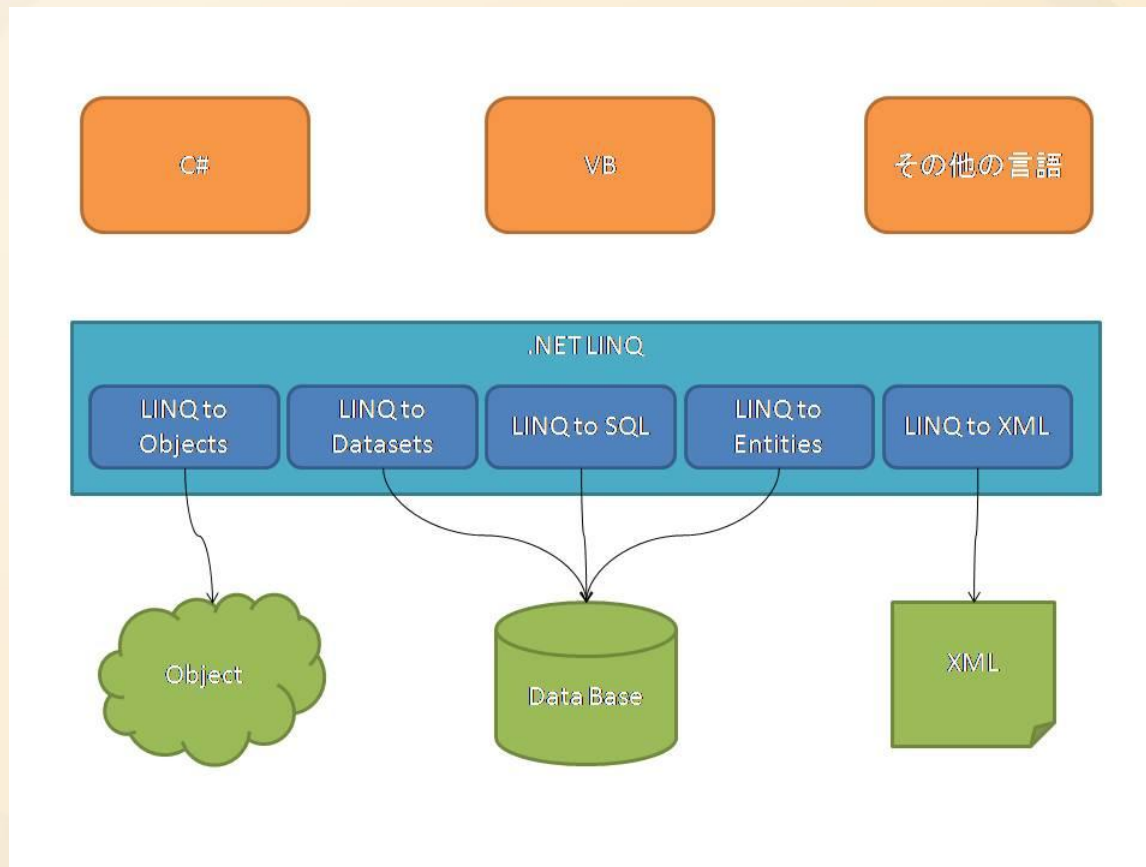 C#
VB
その他の言語
.NET LINQ
LINQ to
Objects
LINQ to
Datasets
LINQ to SQL
LINQ to
Entities
LINQ to XML
Object
Data Base
XML